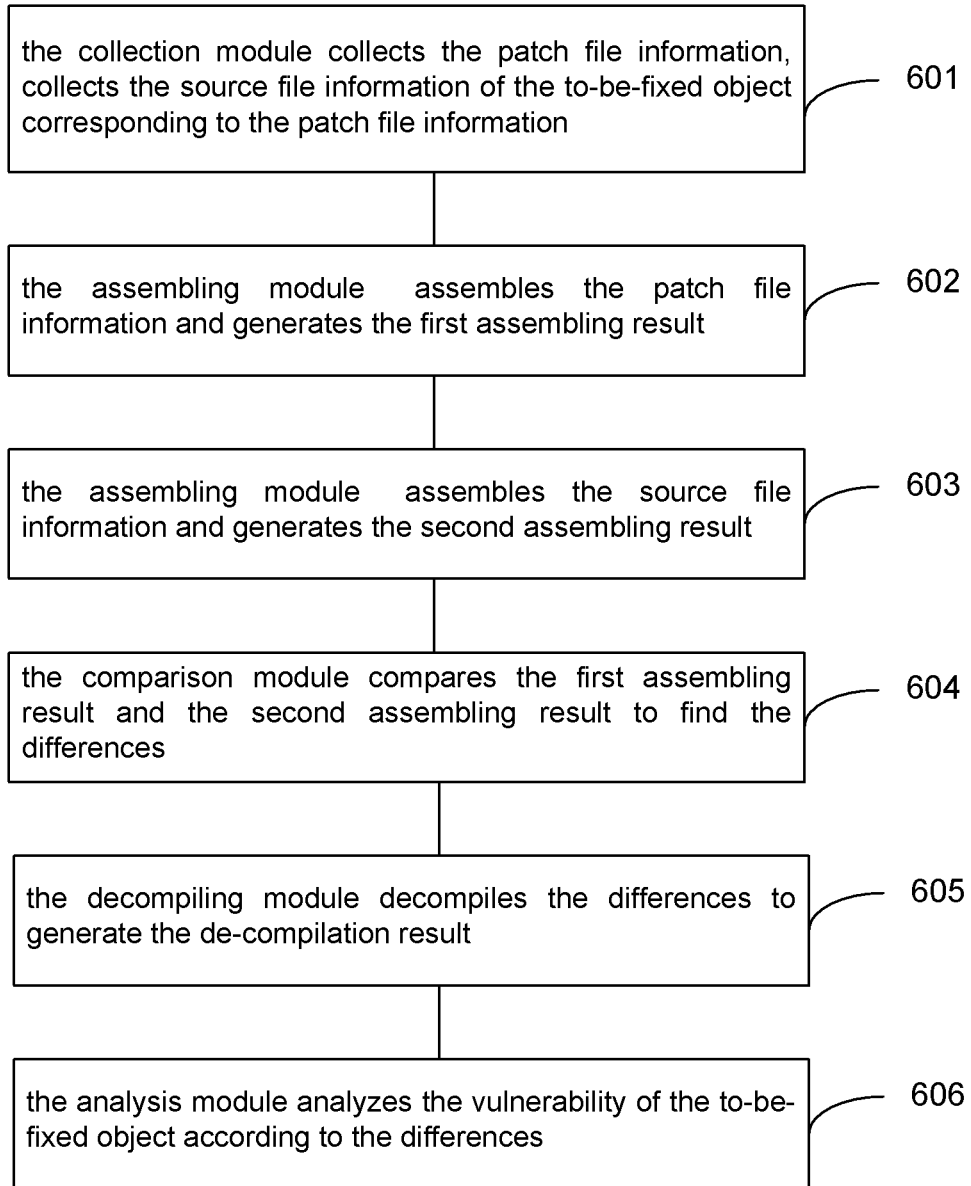 the collection module collects the patch file information,
collects the source file information of the to-be-fixed object
corresponding to the patch file information
601
the assembling module assembles the patch file
information and generates the first assembling result
602
the assembling module assembles the source file
information and generates the second assembling result
603
the comparison module compares the first assembling
result and the second assembling result to find the
differences
604
the decompiling module decompiles the differences to
generate the de-compilation result
605
the analysis module analyzes the vulnerability of the to-be-
fixed object according to the differences
606